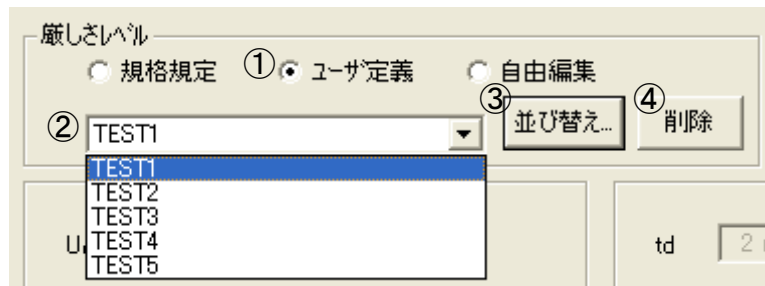 厳しさレベル
① 規格規定 ユーザ定義 自由編集
② TEST1 ③ 並び替え... ④ 削除
TEST1
TEST2
TEST3
TEST4
TEST5
td 2